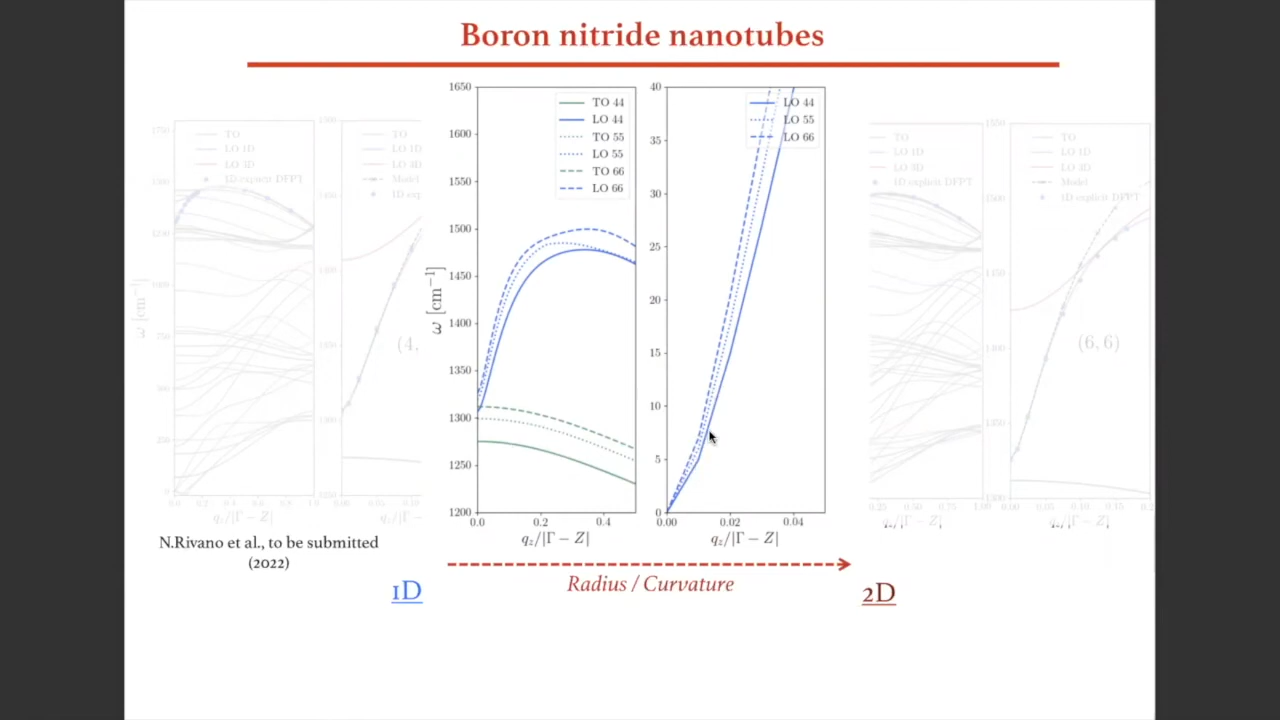 Boron nitride nanotubes
1650
1600
1550
1500
1450
1400
1350
1300
1250
1200
ω [cm⁻¹]
TO 44
LO 44
TO 55
LO 55
TO 66
LO 66
0.0 0.2 0.4
q_z/|Γ − Z|
40
35
30
25
20
15
10
5
0
LO 44
LO 55
LO 66
0.00 0.02 0.04
q_z/|Γ − Z|
TO
LO 1D
LO 3D
1D explicit DFPT
TO
LO 1D
LO 3D
Model
1D exp
(4,
TO
LO 1D
LO 3D
1D explicit DFPT
TO
LO 1D
LO 3D
Model
1D explicit DFPT
(6, 6)
N.Rivano et al., to be submitted
(2022)
Radius / Curvature
1D
2D